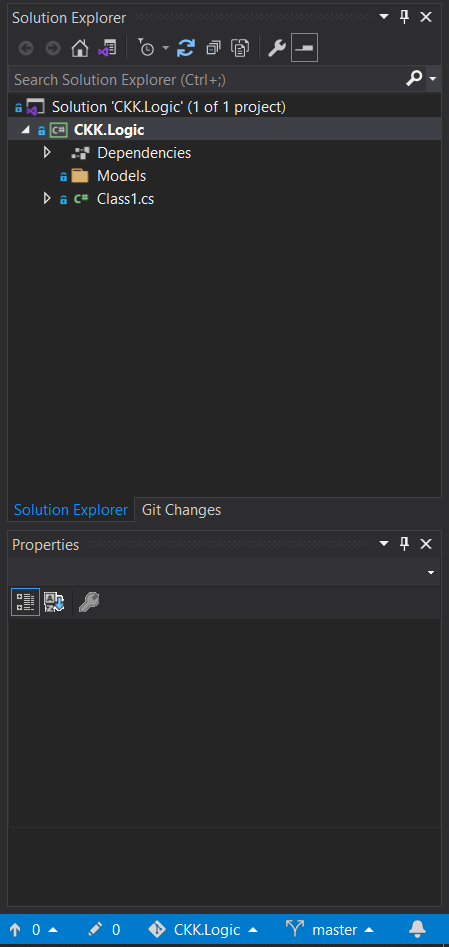 Solution Explorer
Search Solution Explorer (Ctrl+;)
Solution 'CKK.Logic' (1 of 1 project)
C# CKK.Logic
Dependencies
Models
C# Class1.cs
Solution Explorer Git Changes
Properties
0 0 CKK.Logic master